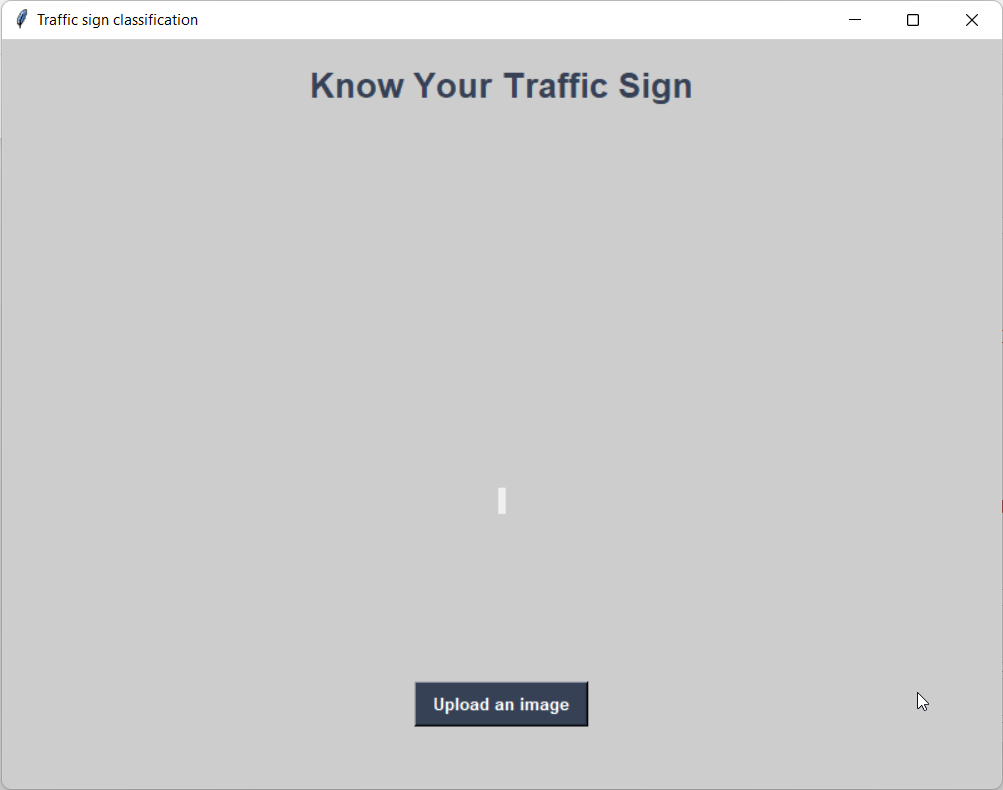 Traffic sign classification
Know Your Traffic Sign
Upload an image